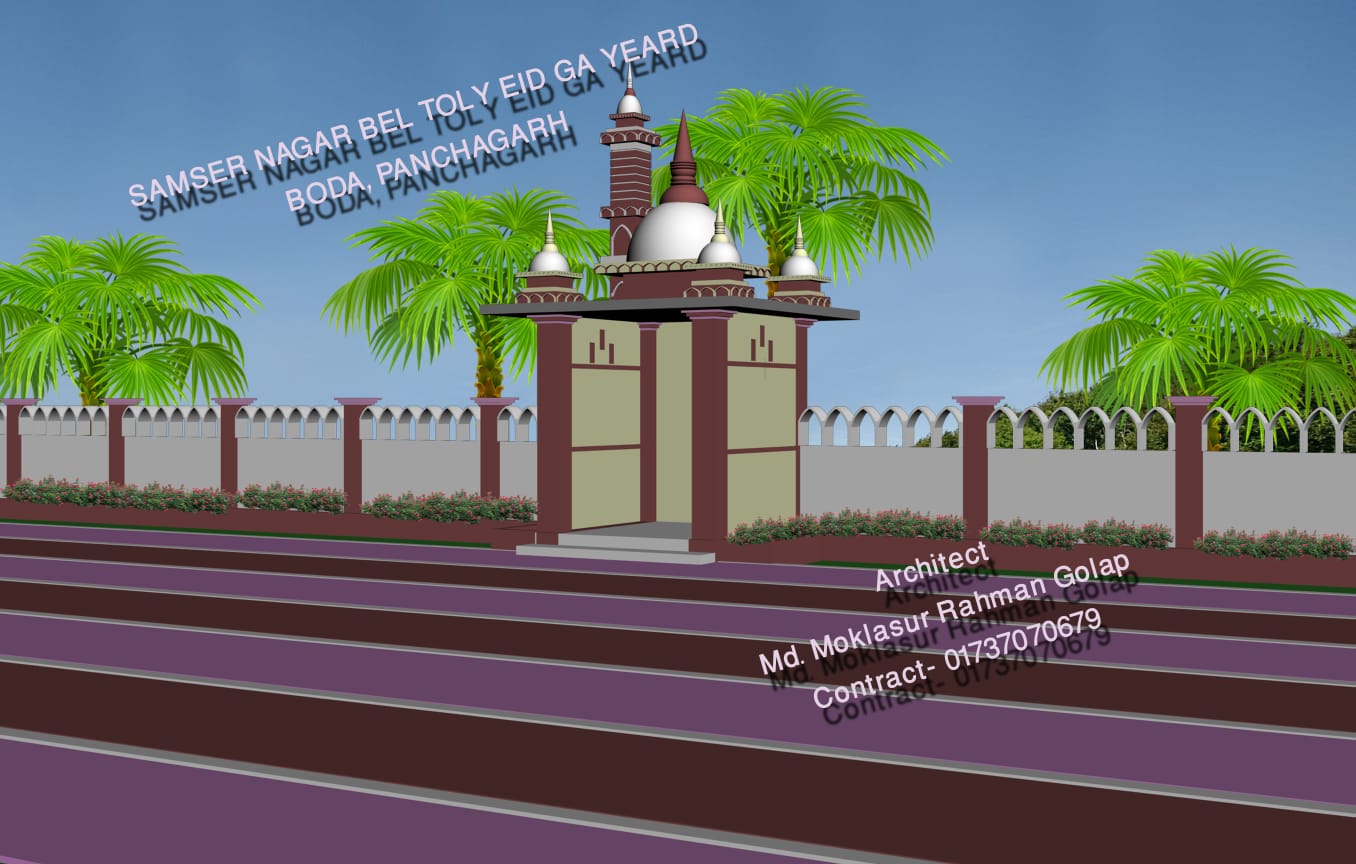 SAMSER NAGAR BEL TOLY EID GA YEARD
BODA, PANCHAGARH
Architect
Md. Moklasur Rahman Golap
Contract- 01737070679